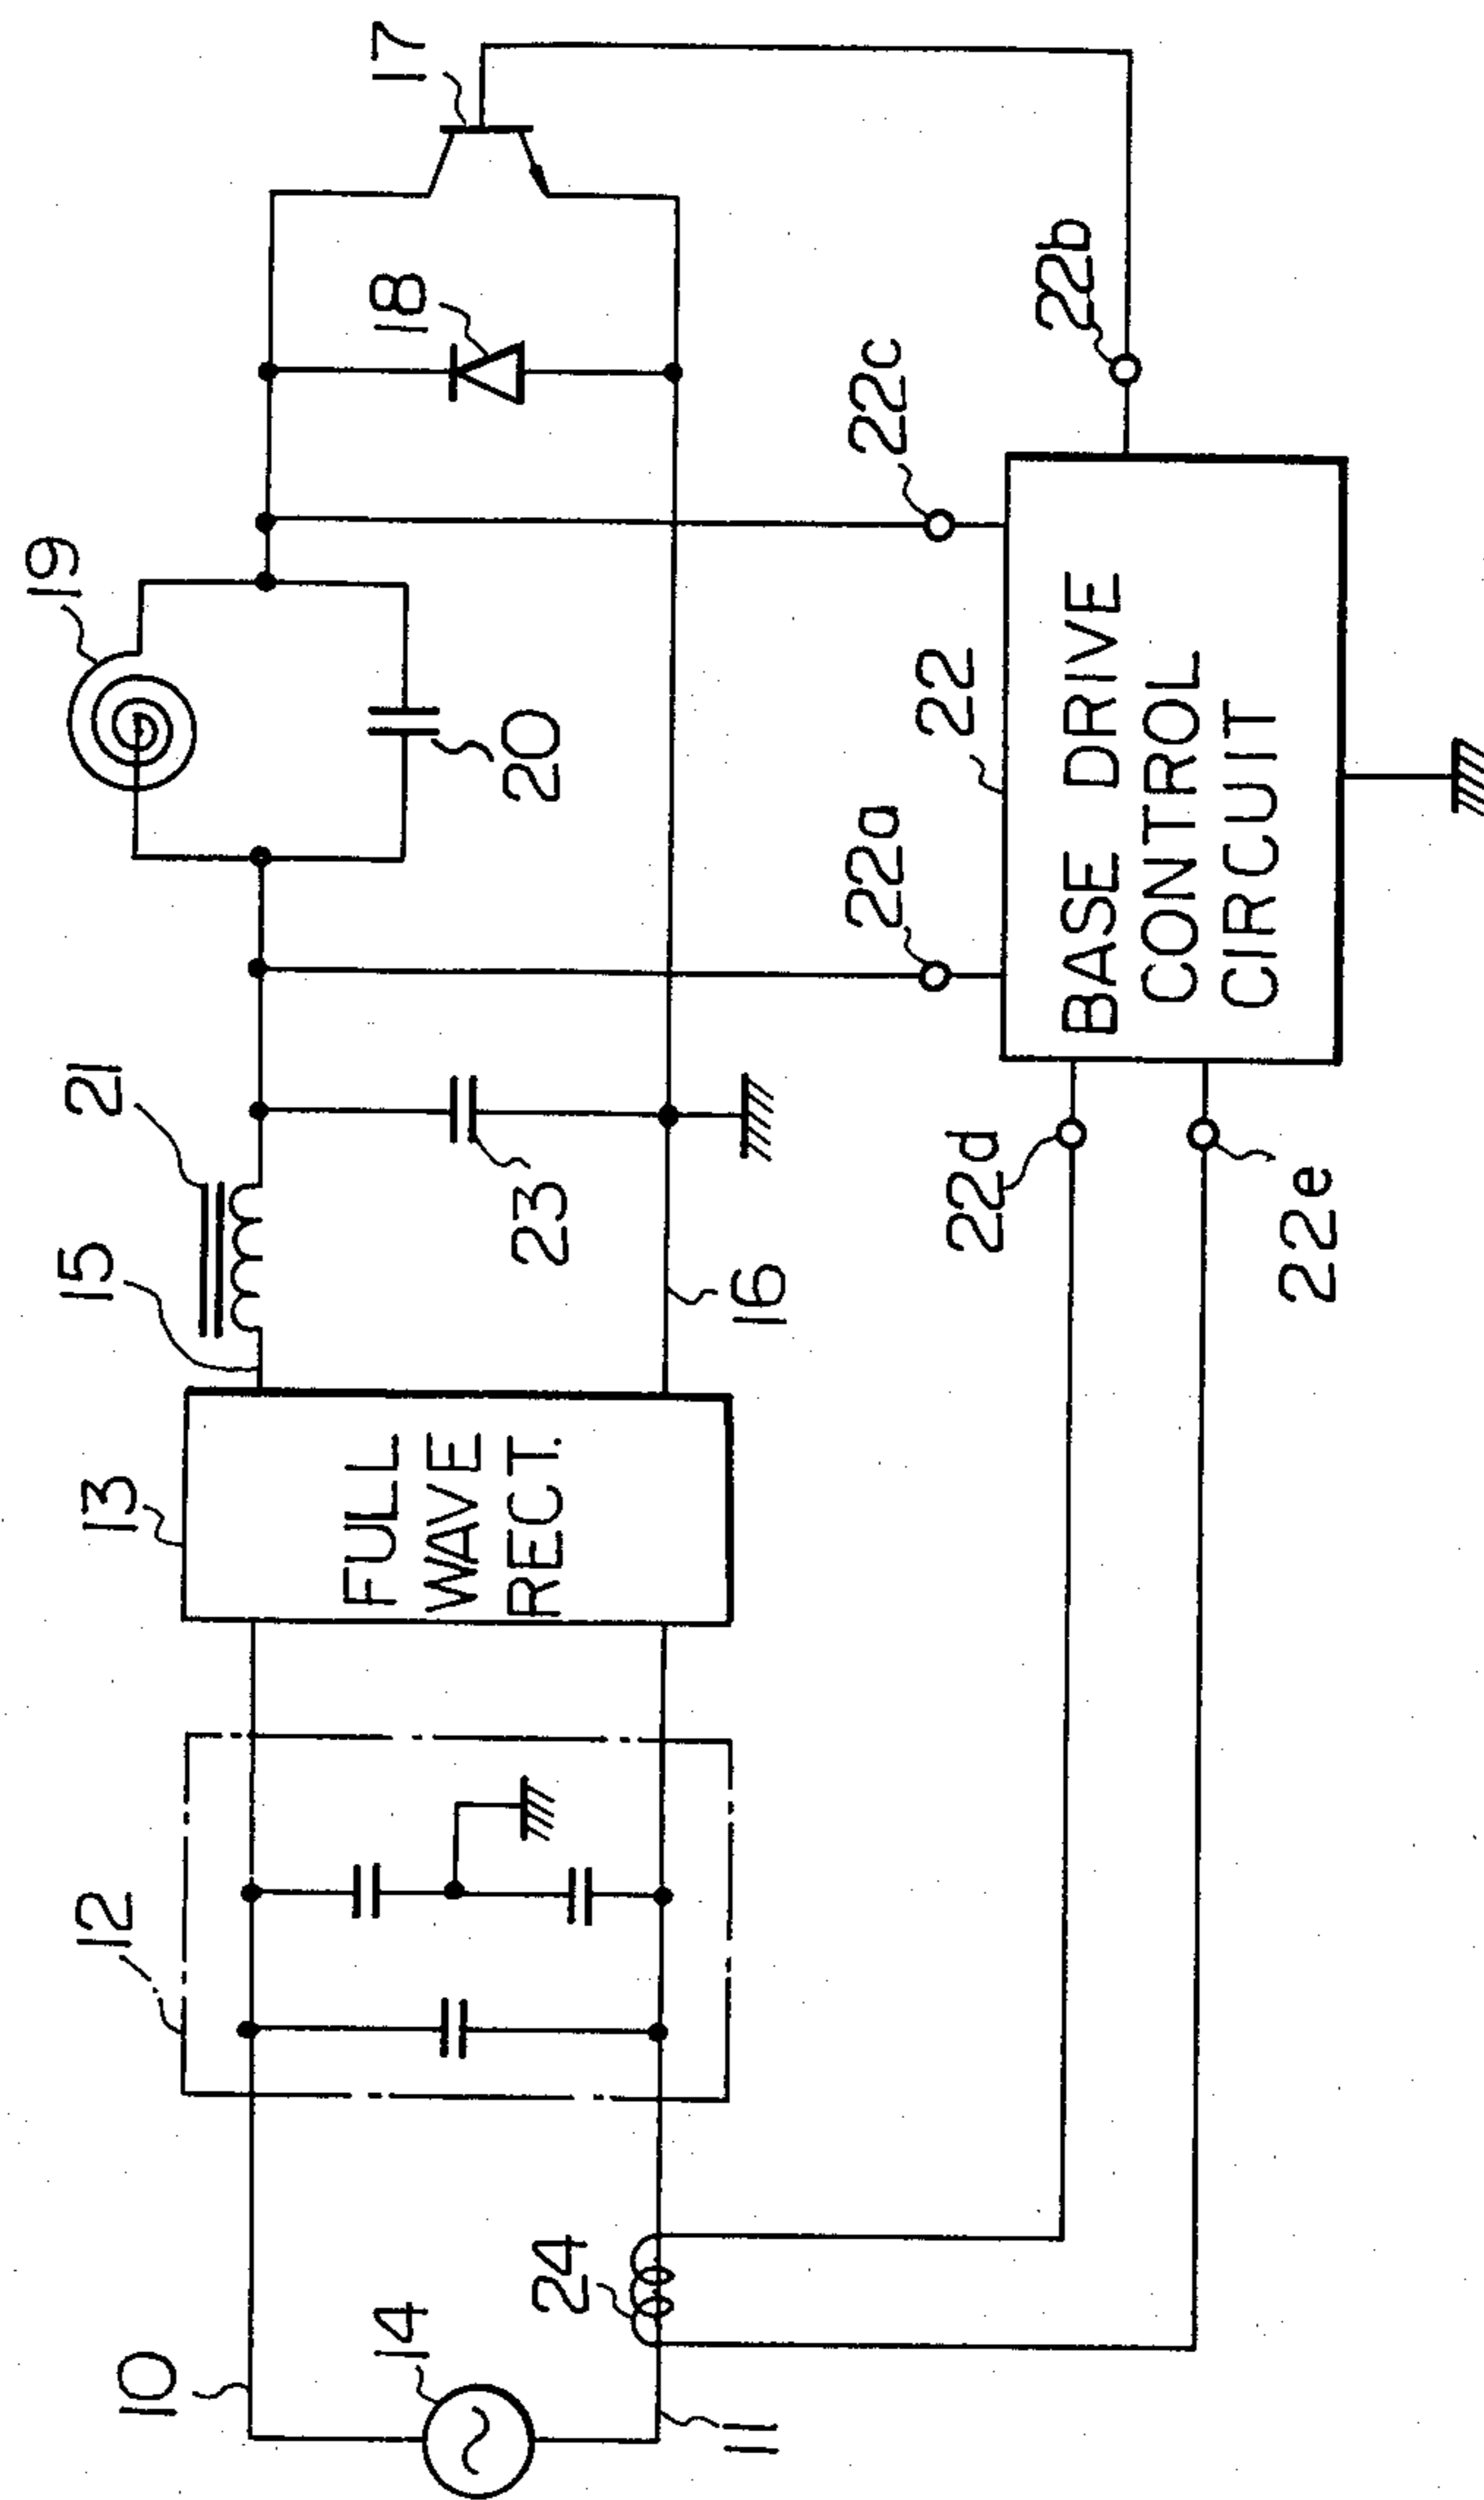 19
17
21
15
18
13
20
12
23
22c
22b
FULL
WAVE
RECT.
22a
22
16
BASE DRIVE
CONTROL
CIRCUIT
10
14
24
22d
22e
11